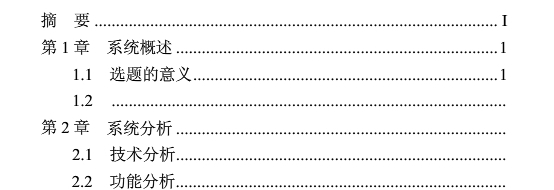 摘 要 ........................................................................ I
第 1 章 系统概述 ........................................................ 1
1.1 选题的意义........................................................ 1
1.2 ........................................................................
第 2 章 系统分析 ........................................................
2.1 技术分析............................................................
2.2 功能分析............................................................